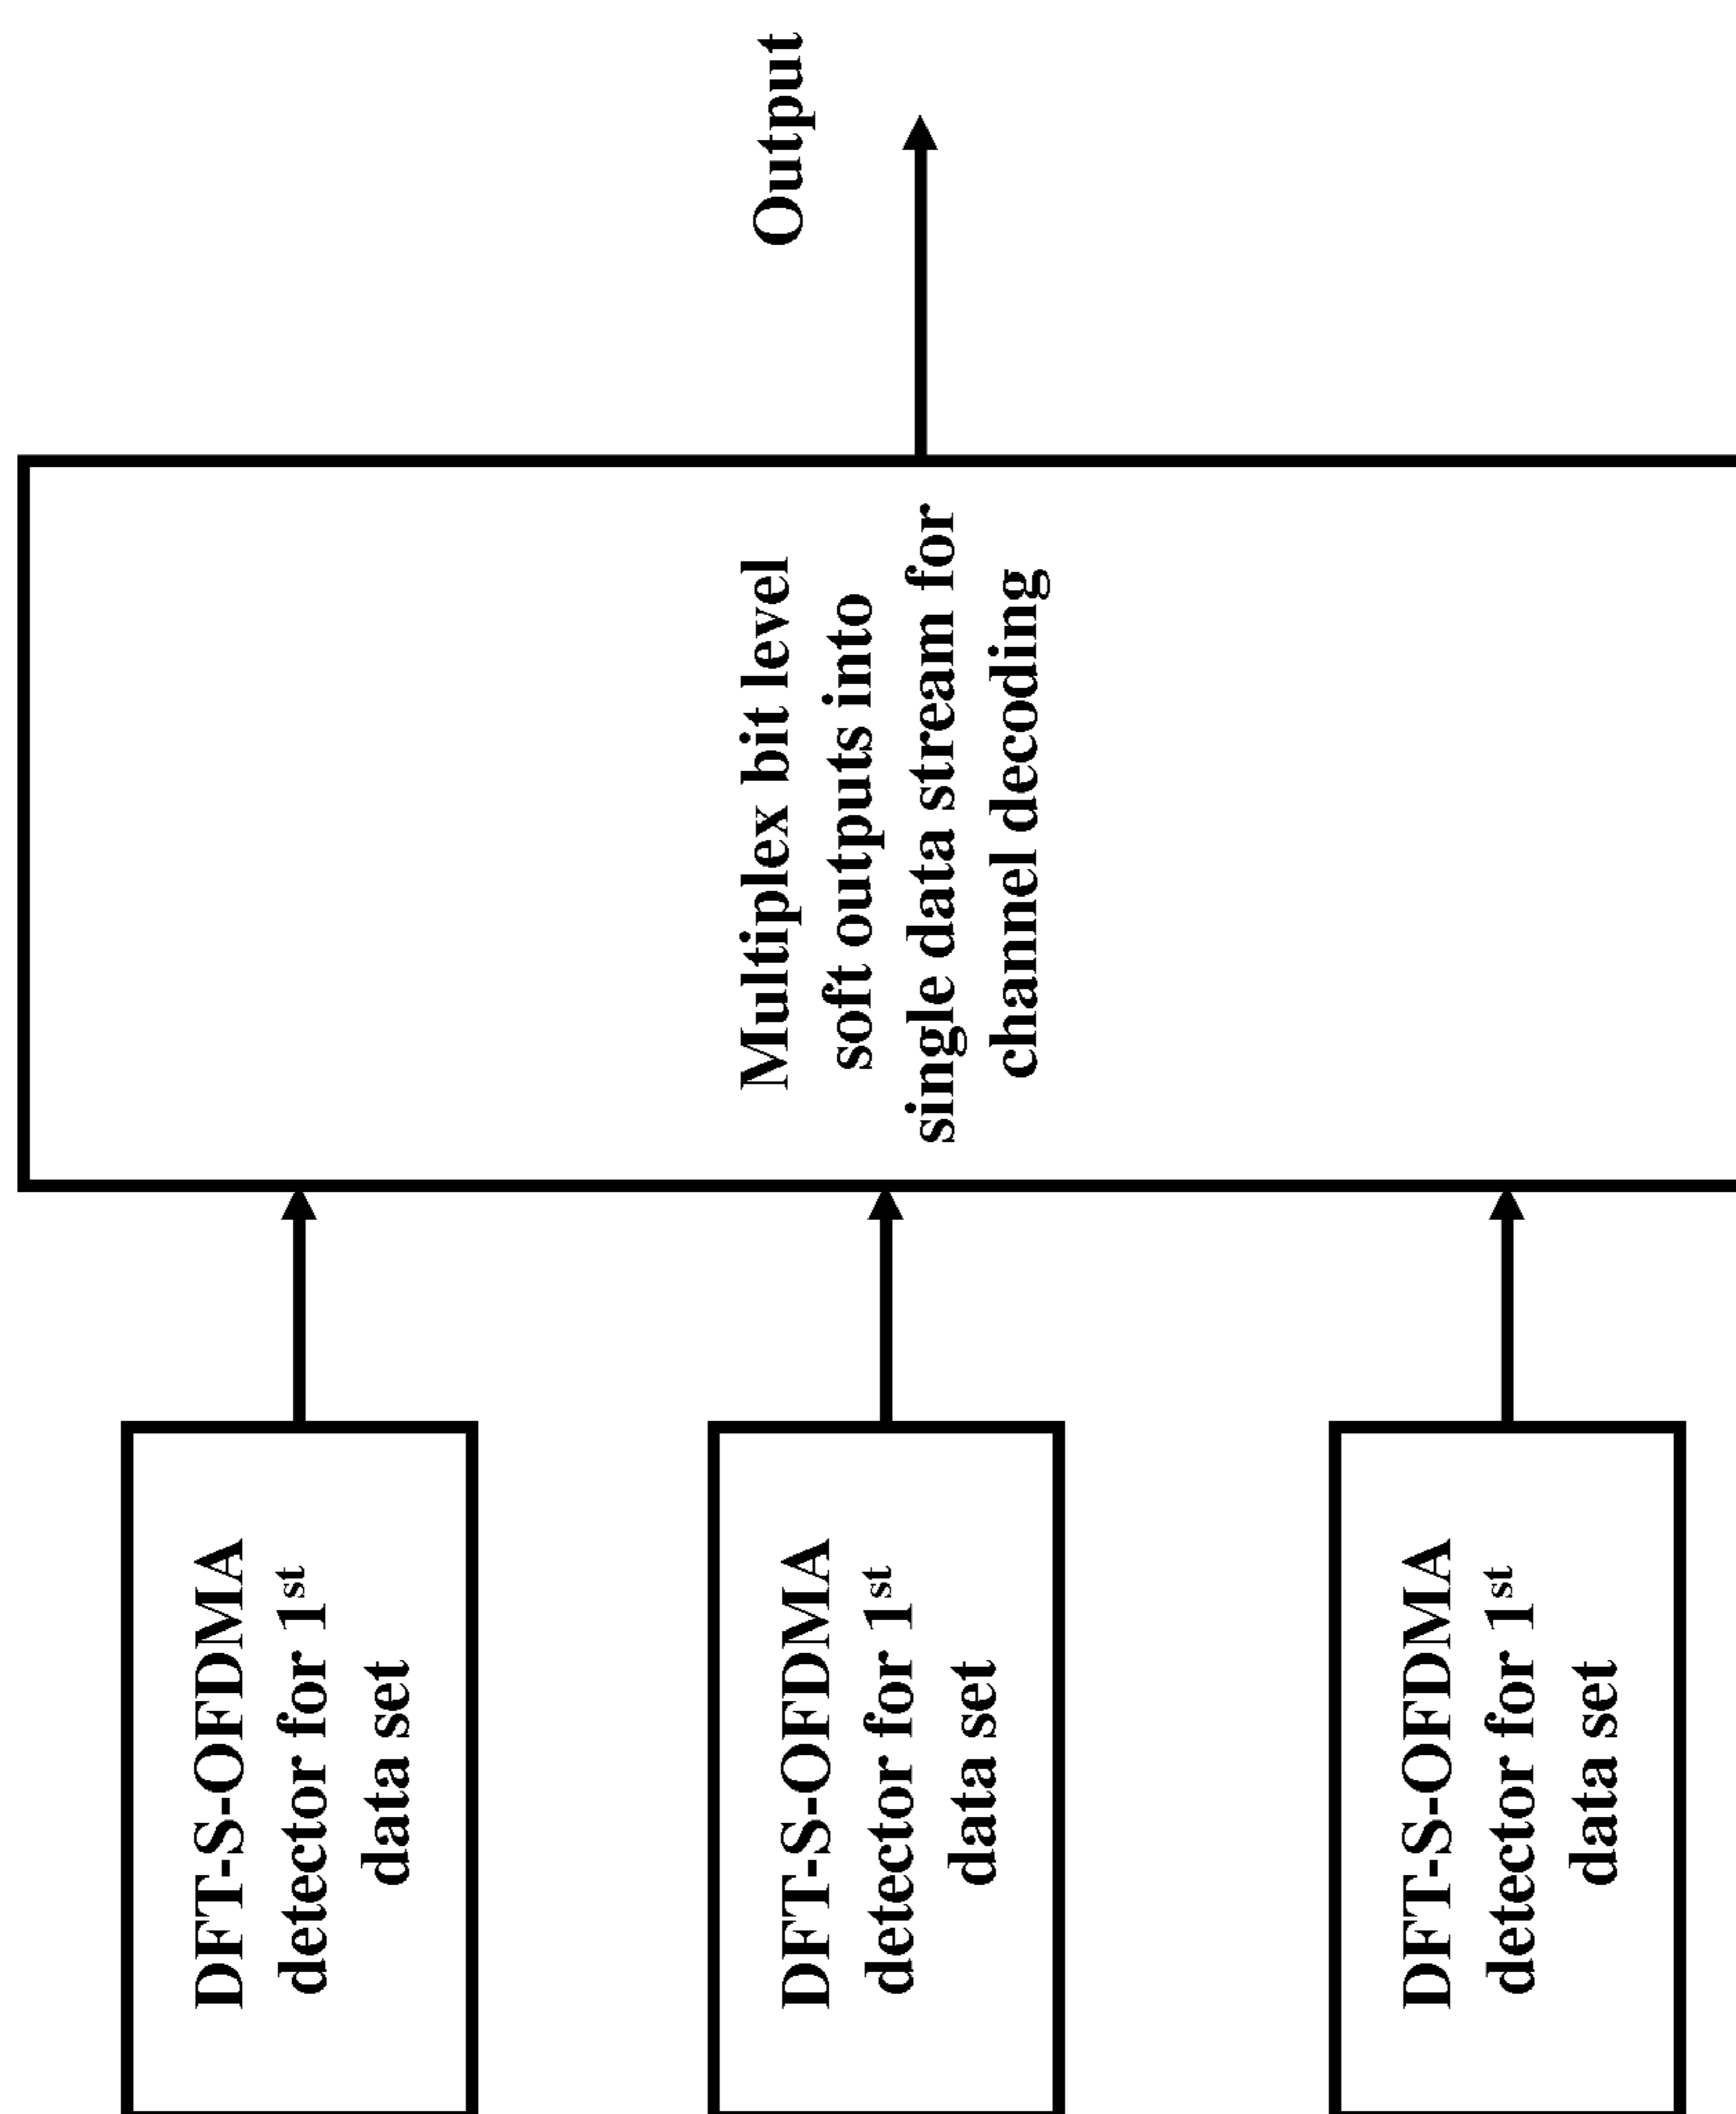 DFT-S-OFDMA
detector for 1st
data set
DFT-S-OFDMA
detector for 1st
data set
DFT-S-OFDMA
detector for 1st
data set
Multiplex bit level
soft outputs into
single data stream for
channel decoding
Output